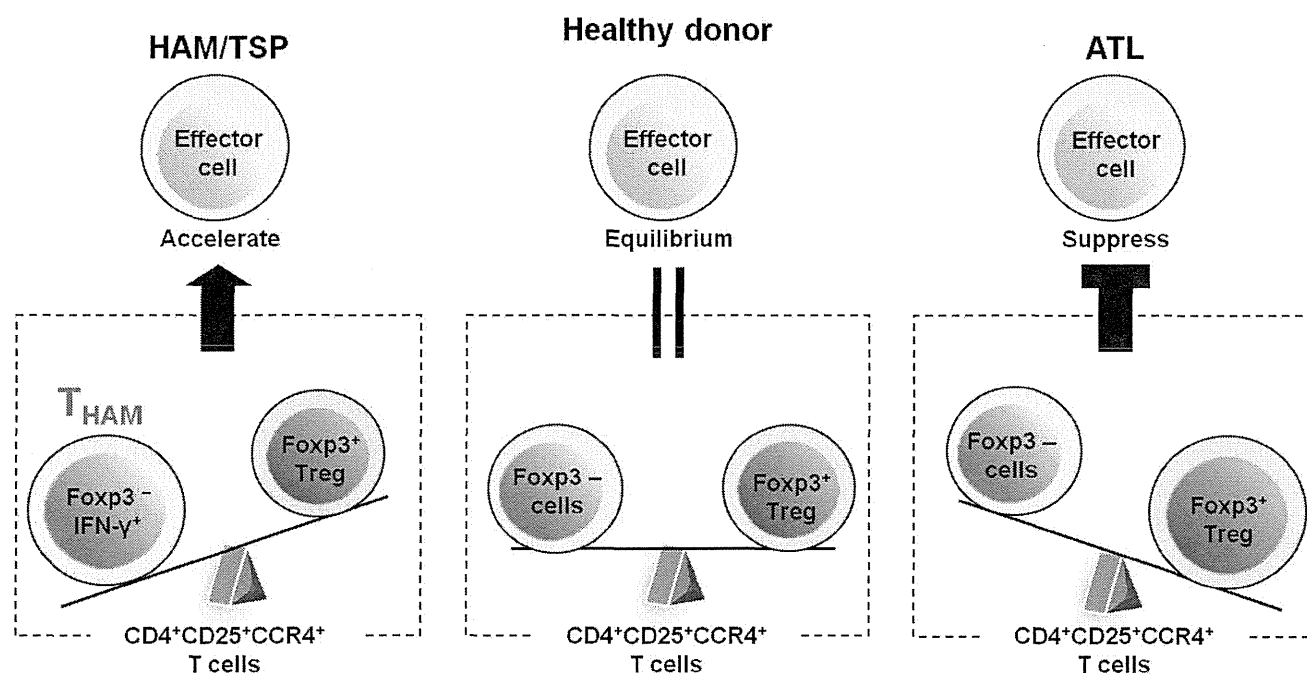 HAM/TSP
Effector
cell
Accelerate
T_HAM
Foxp3⁻
IFN-γ⁺
Foxp3⁺
Treg
CD4⁺CD25⁺CCR4⁺
T cells
Healthy donor
Effector
cell
Equilibrium
Foxp3 –
cells
Foxp3⁺
Treg
CD4⁺CD25⁺CCR4⁺
T cells
ATL
Effector
cell
Suppress
Foxp3 –
cells
Foxp3⁺
Treg
CD4⁺CD25⁺CCR4⁺
T cells